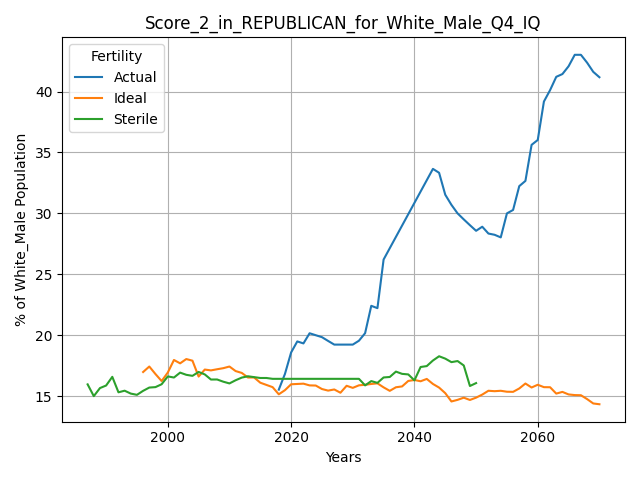 Score_2_in_REPUBLICAN_for_White_Male_Q4_IQ
Fertility
Actual
Ideal
Sterile
% of White_Male Population
40
35
30
25
20
15
2000
2020
2040
2060
Years